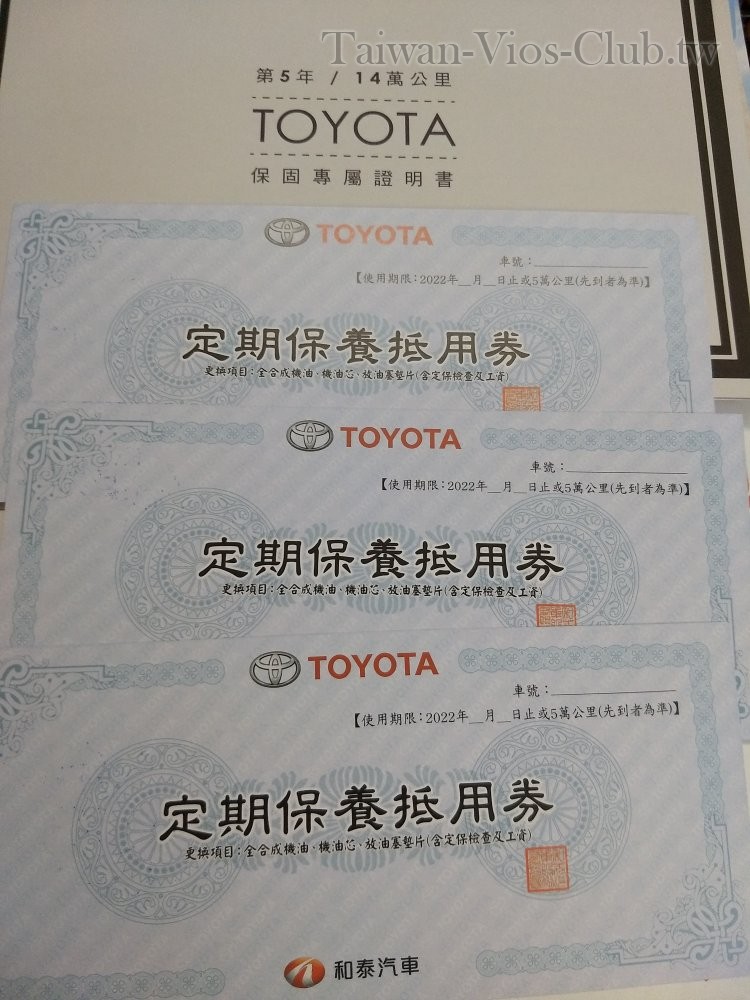 Taiwan-Vios-Club.tw
第5年 / 14萬公里
TOYOTA
保固專屬證明書
TOYOTA
車號：
【使用期限：2022年__月__日止或5萬公里(先到者為準)】
定期保養抵用券
更換項目：全合成機油、機油芯、放油塞墊片(含定保檢查及工資)
TOYOTA
車號：
【使用期限：2022年__月__日止或5萬公里(先到者為準)】
定期保養抵用券
更換項目：全合成機油、機油芯、放油塞墊片(含定保檢查及工資)
TOYOTA
車號：
【使用期限：2022年__月__日止或5萬公里(先到者為準)】
定期保養抵用券
更換項目：全合成機油、機油芯、放油塞墊片(含定保檢查及工資)
和泰汽車